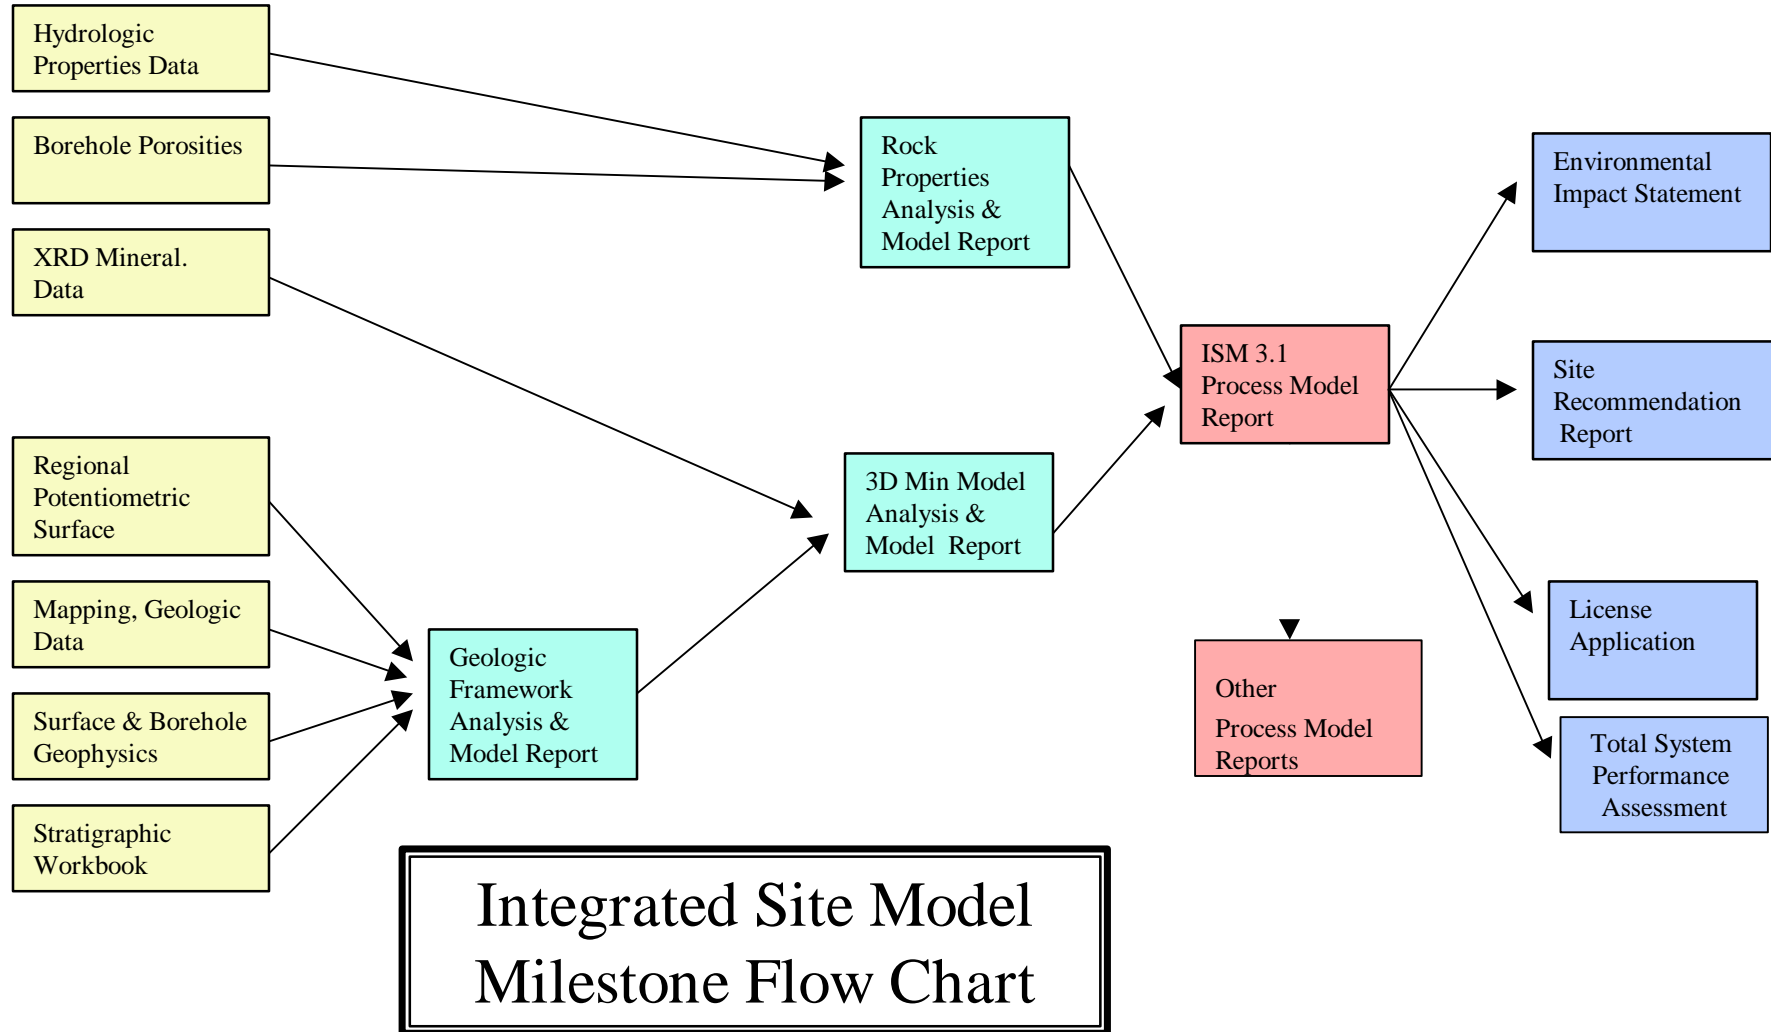 Hydrologic
Properties Data
Borehole Porosities
XRD Mineral.
Data
Regional
Potentiometric
Surface
Mapping, Geologic
Data
Surface & Borehole
Geophysics
Stratigraphic
Workbook
Geologic
Framework
Analysis &
Model Report
Rock
Properties
Analysis &
Model Report
3D Min Model
Analysis &
Model Report
ISM 3.1
Process Model
Report
Other
Process Model
Reports
Environmental
Impact Statement
Site
Recommendation
Report
License
Application
Total System
Performance
Assessment
Integrated Site Model
Milestone Flow Chart